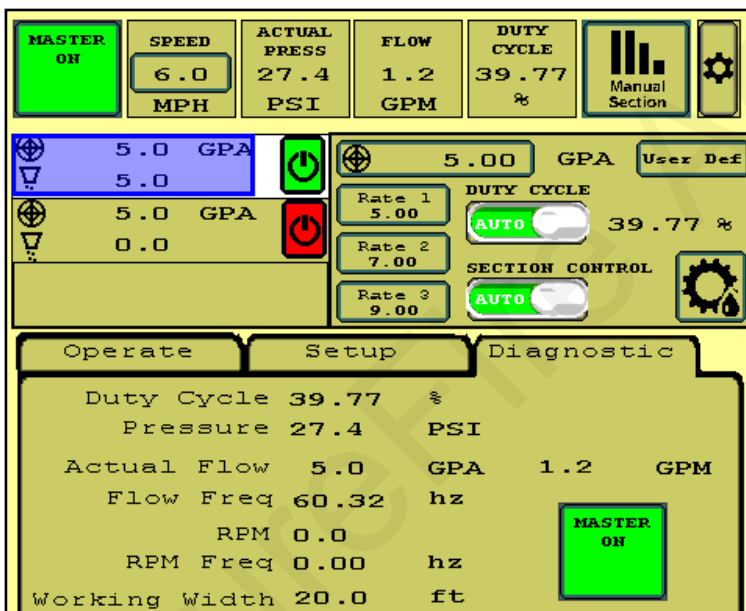 MASTER ON
SPEED
6.0
MPH
ACTUAL PRESS
27.4
PSI
FLOW
1.2
GPM
DUTY CYCLE
39.77
%
Manual Section
5.0 GPA
5.0
5.0 GPA
0.0
5.00 GPA User Def
Rate 1
5.00
Rate 2
7.00
Rate 3
9.00
DUTY CYCLE
AUTO 39.77 %
SECTION CONTROL
AUTO
Operate Setup Diagnostic
Duty Cycle 39.77 %
Pressure 27.4 PSI
Actual Flow 5.0 GPA 1.2 GPM
Flow Freq 60.32 hz
RPM 0.0
RPM Freq 0.00 hz
Working Width 20.0 ft
MASTER ON